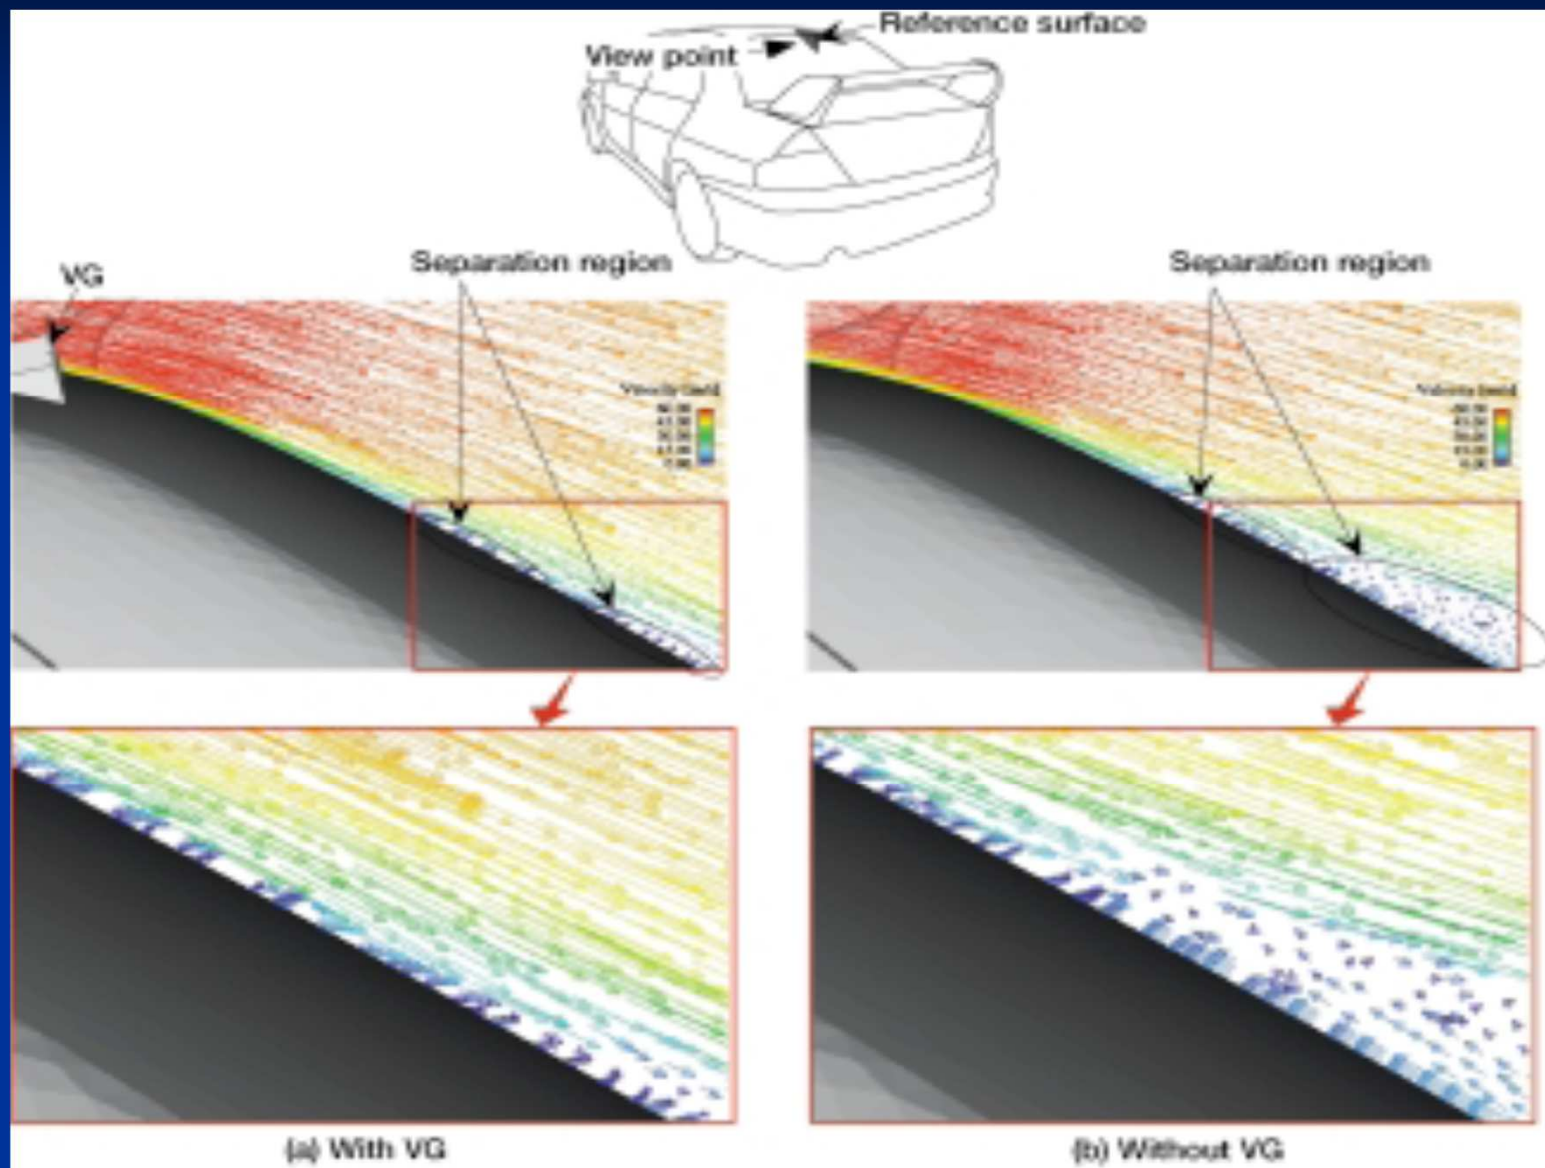 Reference surface
View point
VG
Separation region
Separation region
(a) With VG
(b) Without VG